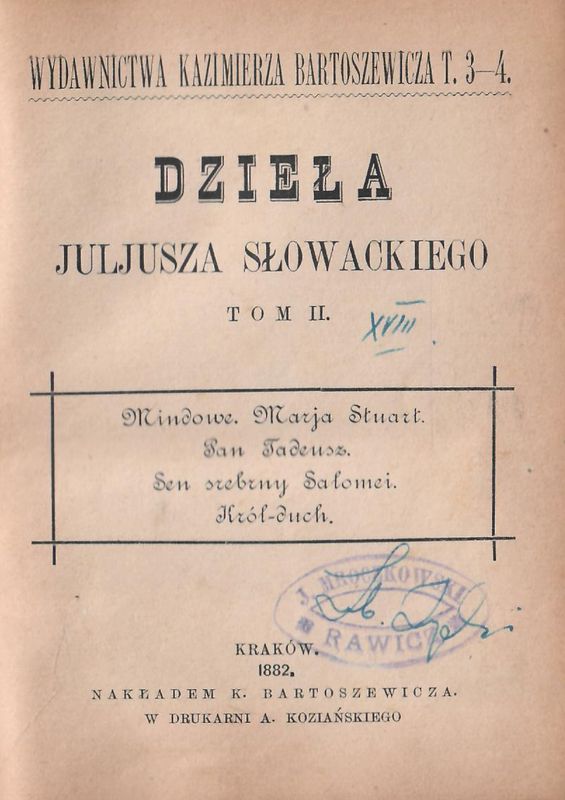 WYDAWNICTWA KAZIMIERZA BARTOSZEWICZA T. 3—4.
DZIEŁA
JULJUSZA SŁOWACKIEGO
TOM II.
XVIII
Mindowe. Marja Stuart.
Pan Tadeusz.
Sen srebrny Salomei.
Król-duch.
J. MROCZKOWSKI
RAWICZ
KRAKÓW.
1882.
NAKŁADEM K. BARTOSZEWICZA.
W DRUKARNI A. KOZIAŃSKIEGO